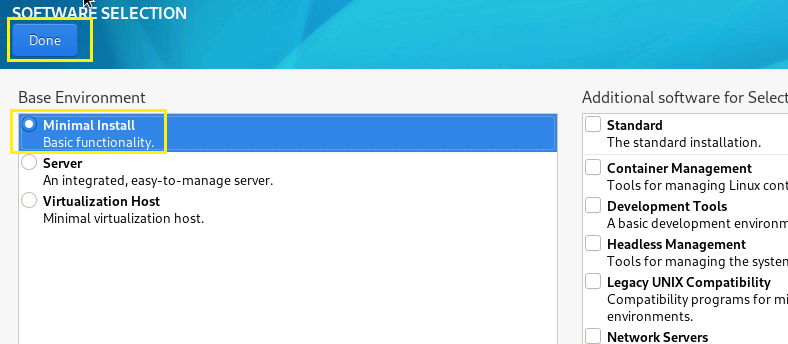 SOFTWARE SELECTION
Done
Base Environment
Minimal Install
Basic functionality.
Server
An integrated, easy-to-manage server.
Virtualization Host
Minimal virtualization host.
Additional software for Select
Standard
The standard installation.
Container Management
Tools for managing Linux cont
Development Tools
A basic development environm
Headless Management
Tools for managing the system
Legacy UNIX Compatibility
Compatibility programs for mi
environments.
Network Servers